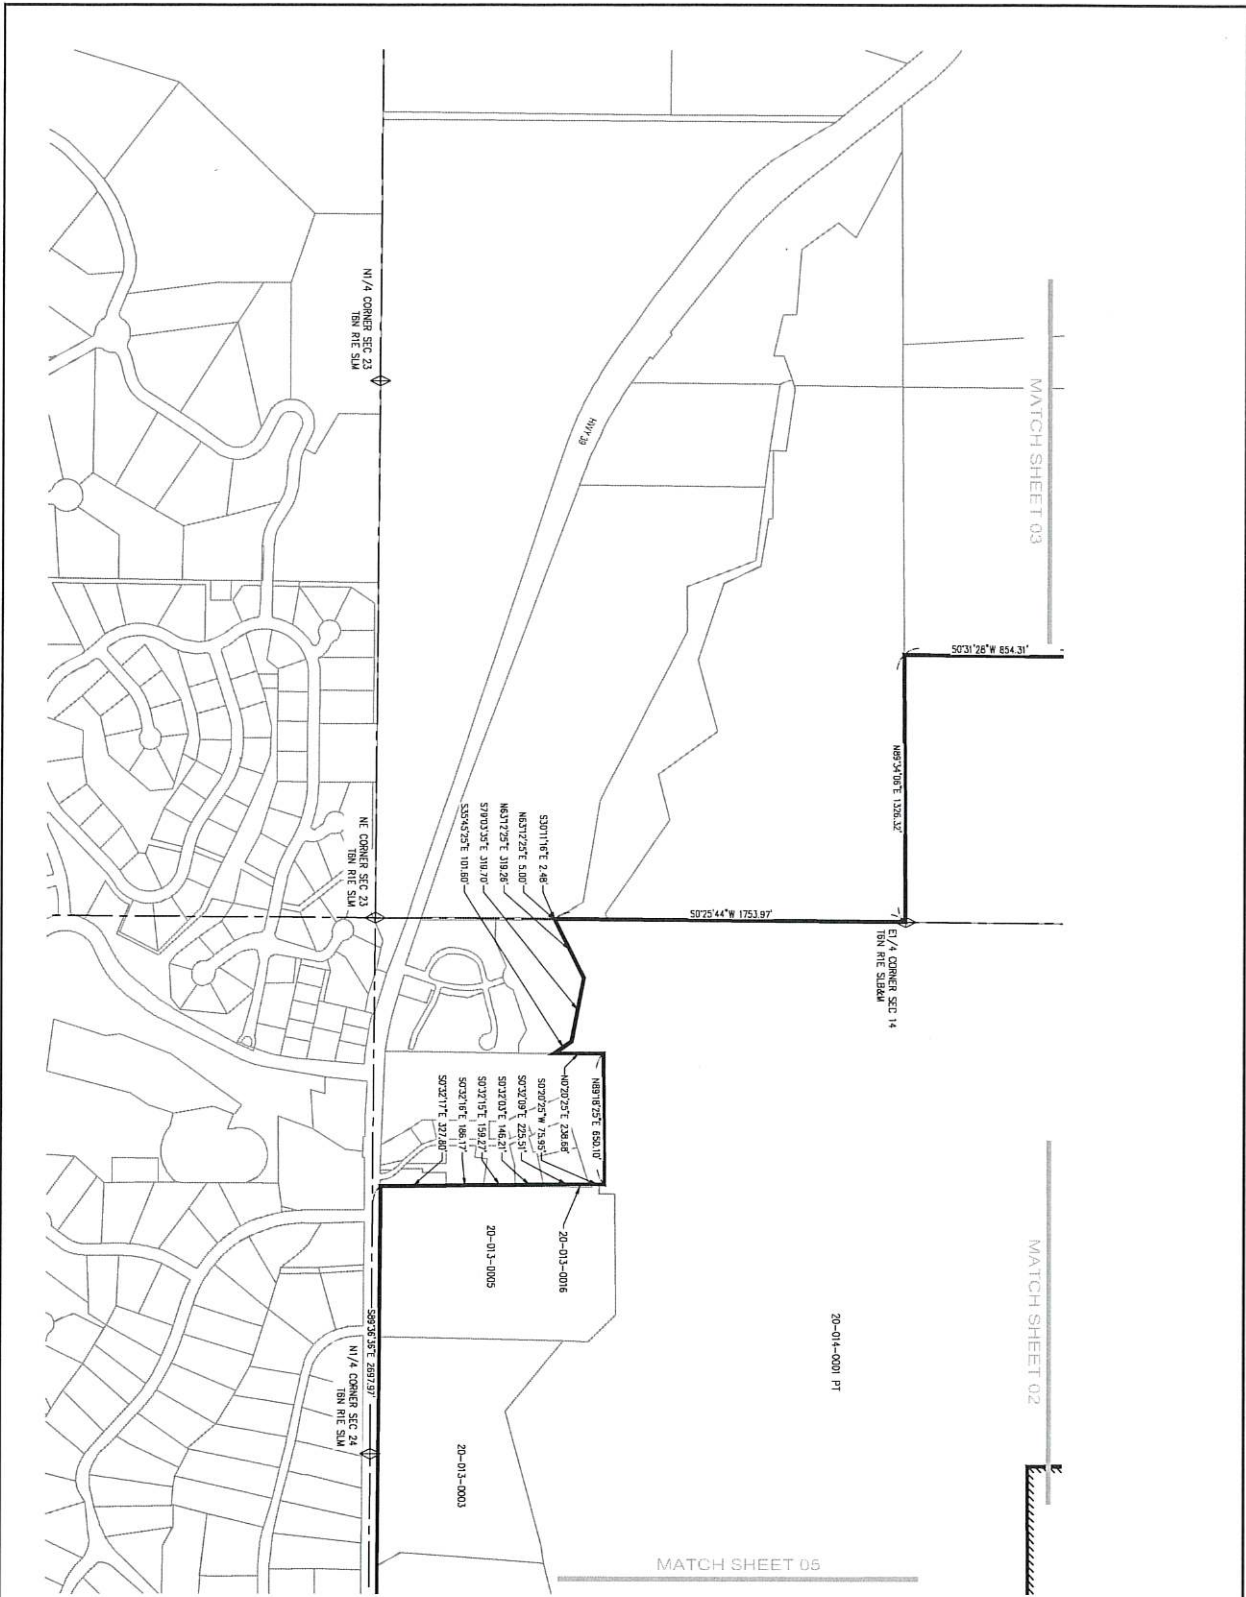 MATCH SHEET 03
MATCH SHEET 02
MATCH SHEET 05
S0°31'28"W 854.31'
N89°34'06"E 1326.32'
E1/4 CORNER SEC 14
T6N R1E SLB&M
S0°25'44"W 1753.97'
S30°11'16"E 2.48'
N63°12'25"E 5.00'
N63°12'25"E 319.26'
S79°03'35"E 319.70'
S35°45'25"E 101.60'
HWY 39
N1/4 CORNER SEC 23
T6N R1E SLM
NE CORNER SEC 23
T6N R1E SLM
N89°18'25"E 650.10'
N0°20'25"E 238.68'
S0°20'25"W 75.95'
S0°32'09"E 225.51'
S0°32'03"E 146.21'
S0°32'15"E 159.27'
S0°32'16"E 186.17'
S0°32'17"E 327.80'
20-013-0016
20-013-0005
20-014-0001 PT
20-013-0003
S89°36'36"E 2697.97'
N1/4 CORNER SEC 24
T6N R1E SLM